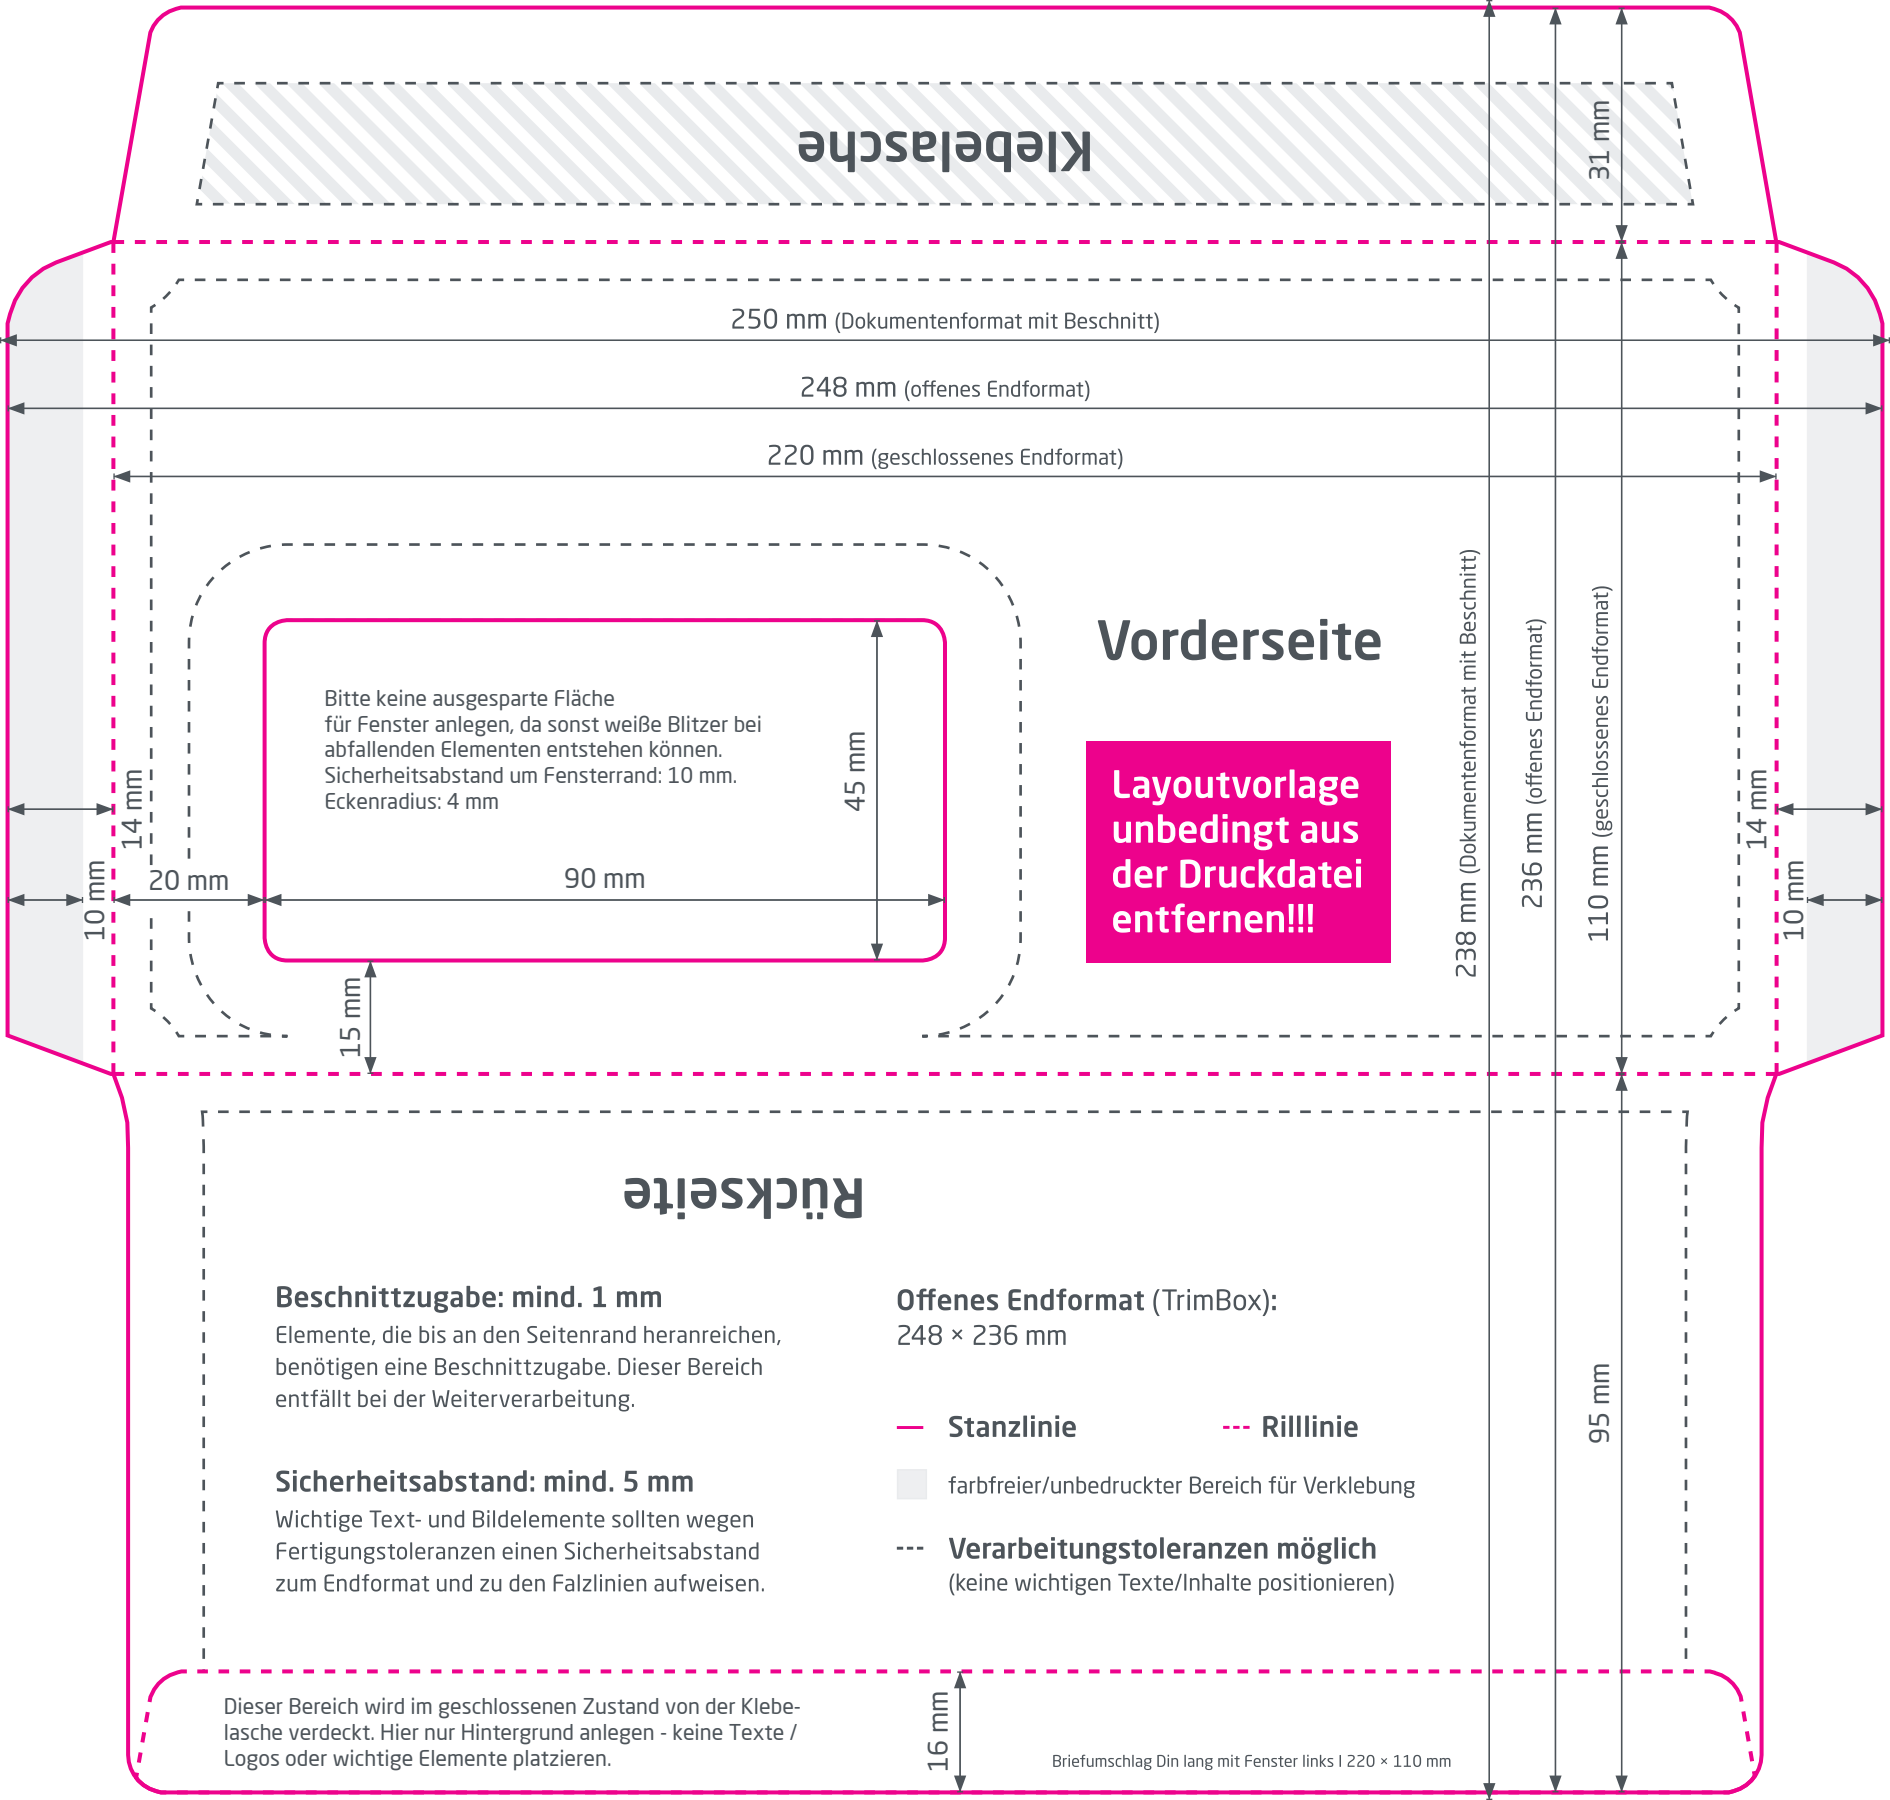 Klebelasche
31 mm
250 mm (Dokumentenformat mit Beschnitt)
248 mm (offenes Endformat)
220 mm (geschlossenes Endformat)
238 mm (Dokumentenformat mit Beschnitt)
236 mm (offenes Endformat)
110 mm (geschlossenes Endformat)
Vorderseite
Bitte keine ausgesparte Fläche
für Fenster anlegen, da sonst weiße Blitzer bei
abfallenden Elementen entstehen können.
Sicherheitsabstand um Fensterrand: 10 mm.
Eckenradius: 4 mm
45 mm
90 mm
20 mm
14 mm
10 mm
15 mm
Layoutvorlage
unbedingt aus
der Druckdatei
entfernen!!!
14 mm
10 mm
Rückseite
Beschnittzugabe: mind. 1 mm
Elemente, die bis an den Seitenrand heranreichen,
benötigen eine Beschnittzugabe. Dieser Bereich
entfällt bei der Weiterverarbeitung.
Sicherheitsabstand: mind. 5 mm
Wichtige Text- und Bildelemente sollten wegen
Fertigungstoleranzen einen Sicherheitsabstand
zum Endformat und zu den Falzlinien aufweisen.
Offenes Endformat (TrimBox):
248 × 236 mm
Stanzlinie
Rilllinie
farbfreier/unbedruckter Bereich für Verklebung
Verarbeitungstoleranzen möglich
(keine wichtigen Texte/Inhalte positionieren)
95 mm
Dieser Bereich wird im geschlossenen Zustand von der Klebe-
lasche verdeckt. Hier nur Hintergrund anlegen - keine Texte /
Logos oder wichtige Elemente platzieren.
16 mm
Briefumschlag Din lang mit Fenster links I 220 × 110 mm